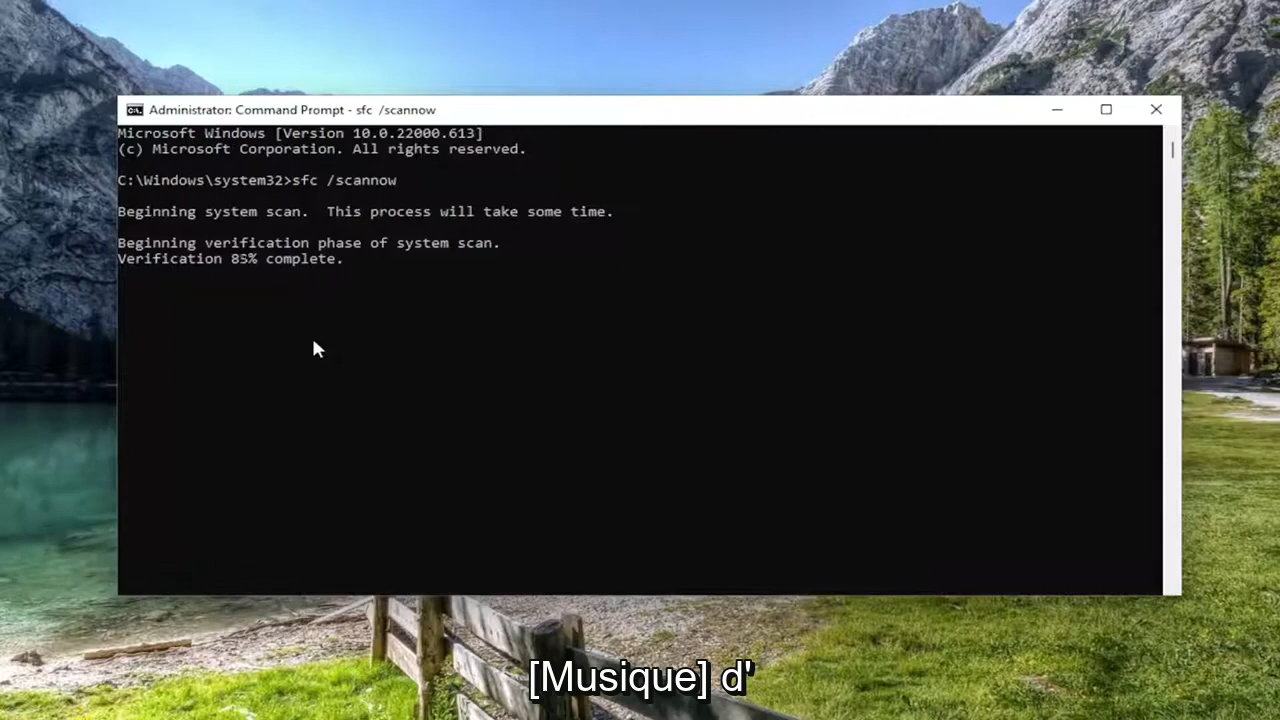 Administrator: Command Prompt - sfc /scannow
Microsoft Windows [Version 10.0.22000.613]
(c) Microsoft Corporation. All rights reserved.
C:\Windows\system32>sfc /scannow
Beginning system scan.  This process will take some time.
Beginning verification phase of system scan.
Verification 85% complete.
[Musique] d'